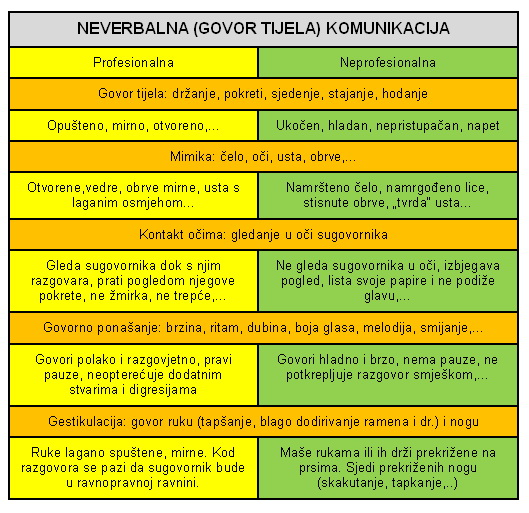 NEVERBALNA (GOVOR TIJELA) KOMUNIKACIJA
Profesionalna
Neprofesionalna
Govor tijela: držanje, pokreti, sjedenje, stajanje, hodanje
Opušteno, mirno, otvoreno,...
Ukočen, hladan, nepristupačan, napet
Mimika: čelo, oči, usta, obrve,...
Otvorene,vedre, obrve mirne, usta s
laganim osmjehom...
Namršteno čelo, namrgođeno lice,
stisnute obrve, „tvrda“ usta...
Kontakt očima: gledanje u oči sugovornika
Gleda sugovornika dok s njim
razgovara, prati pogledom njegove
pokrete, ne žmirka, ne trepće,...
Ne gleda sugovornika u oči, izbjegava
pogled, lista svoje papire i ne podiže
glavu,...
Govorno ponašanje: brzina, ritam, dubina, boja glasa, melodija, smijanje,...
Govori polako i razgovjetno, pravi
pauze, neopterećuje dodatnim
stvarima i digresijama
Govori hladno i brzo, nema pauze, ne
potkrepljuje razgovor smješkom,...
Gestikulacija: govor ruku (tapšanje, blago dodirivanje ramena i dr.) i nogu
Ruke lagano spuštene, mirne. Kod
razgovora se pazi da sugovornik bude
u ravnopravnoj ravnini.
Maše rukama ili ih drži prekrižene na
prsima. Sjedi prekriženih nogu
(skakutanje, tapkanje,..)